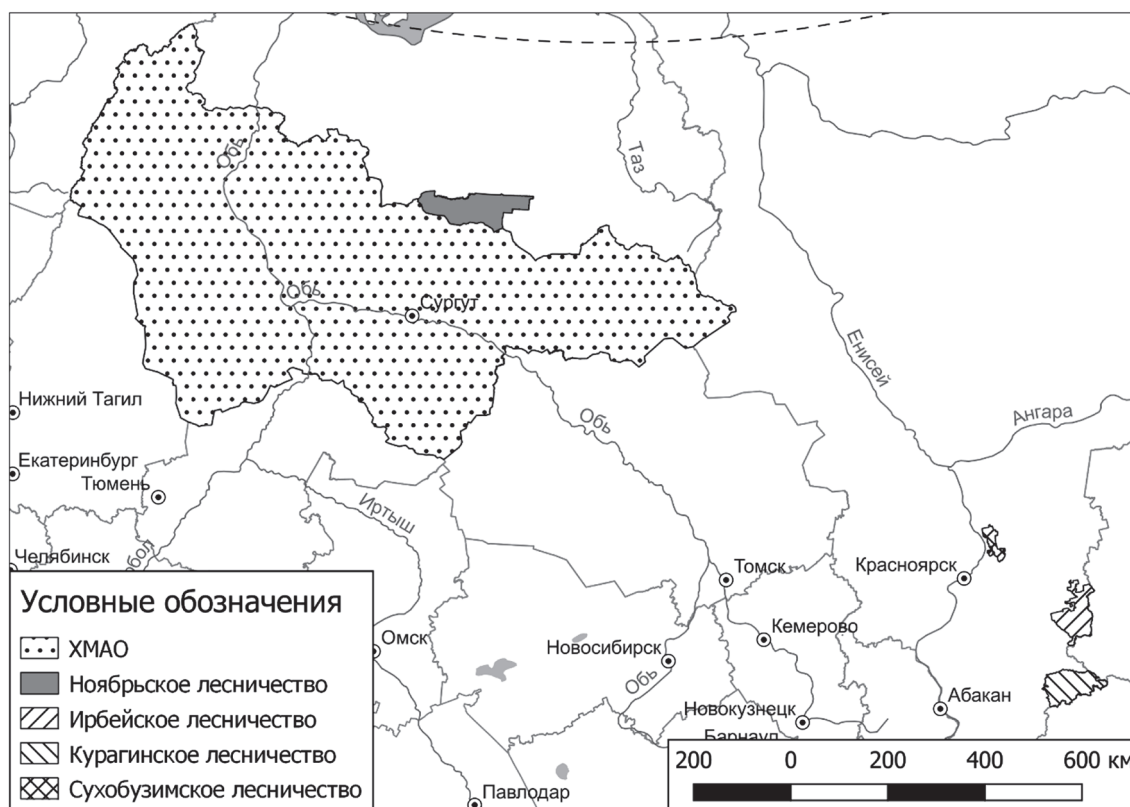 Обь
Таз
Обь
Сургут
Енисей
Нижний Тагил
Обь
Ангара
Екатеринбург
Тюмень
Иртыш
Челябинск
Томск
Красноярск
Условные обозначения
ХМАО
Ноябрьское лесничество
Ирбейское лесничество
Курагинское лесничество
Сухобузимское лесничество
Омск
Кемерово
Новосибирск
Обь
Абакан
Новокузнецк
Барнаул
Павлодар
200 0 200 400 600 км